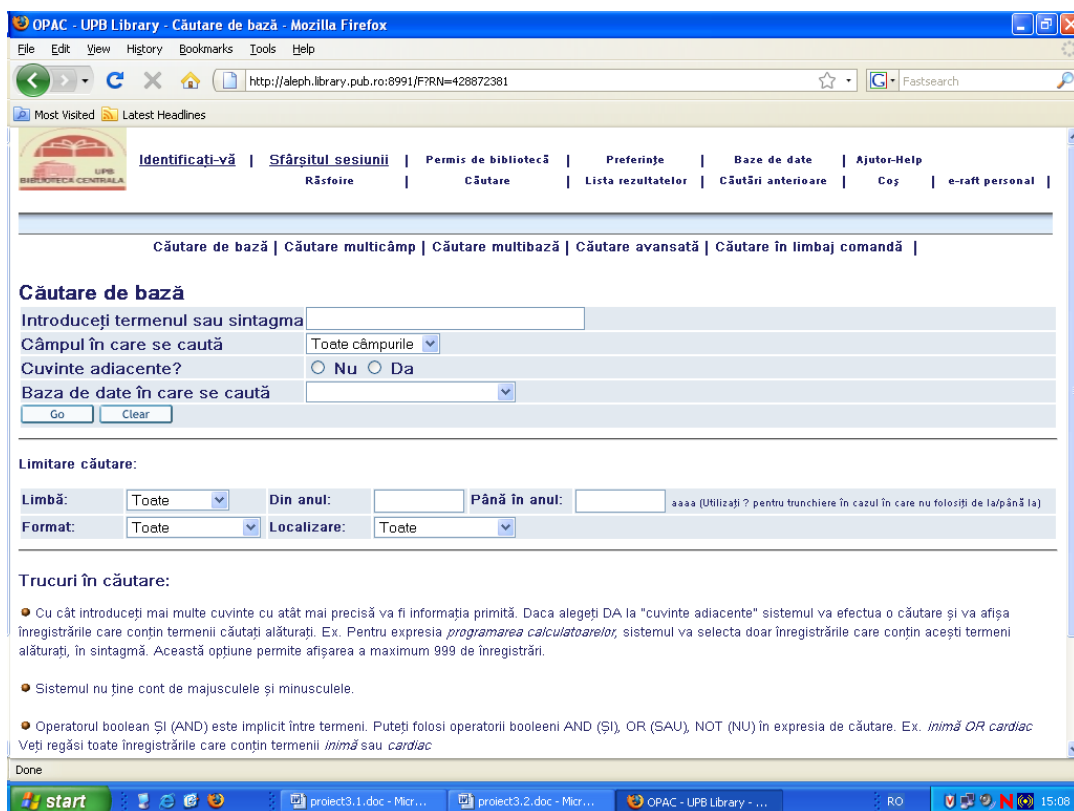 OPAC - UPB Library - Căutare de bază - Mozilla Firefox
File Edit View History Bookmarks Tools Help
http://aleph.library.pub.ro:8991/F?RN=428872381
G Fastsearch
Most Visited Latest Headlines
UPB
BIBLIOTECA CENTRALA
Identificați-vă | Sfârșitul sesiunii | Permis de bibliotecă | Preferințe | Baze de date | Ajutor-Help
Răsfoire | Căutare | Lista rezultatelor | Căutări anterioare | Coș | e-raft personal |
Căutare de bază | Căutare multicâmp | Căutare multibază | Căutare avansată | Căutare în limbaj comandă |
Căutare de bază
Introduceți termenul sau sintagma
Câmpul în care se caută Toate câmpurile
Cuvinte adiacente? Nu Da
Baza de date în care se caută
Go Clear
Limitare căutare:
Limbă: Toate Din anul: Până în anul: aaaa (Utilizați ? pentru trunchiere în cazul în care nu folosiți de la/până la)
Format: Toate Localizare: Toate
Trucuri în căutare:
Cu cât introduceți mai multe cuvinte cu atât mai precisă va fi informația primită. Daca alegeți DA la "cuvinte adiacente" sistemul va efectua o căutare și va afișa
înregistrările care conțin termenii căutați alăturați. Ex. Pentru expresia programarea calculatoarelor, sistemul va selecta doar înregistrările care conțin acești termeni
alăturați, în sintagmă. Această opțiune permite afișarea a maximum 999 de înregistrări.
Sistemul nu ține cont de majusculele și minusculele.
Operatorul boolean ȘI (AND) este implicit între termeni. Puteți folosi operatorii booleeni AND (ȘI), OR (SAU), NOT (NU) în expresia de căutare. Ex. inimă OR cardiac
Veți regăsi toate înregistrările care conțin termenii inimă sau cardiac
Done
start proiect3.1.doc - Micr... proiect3.2.doc - Micr... OPAC - UPB Library - ... RO 15:08